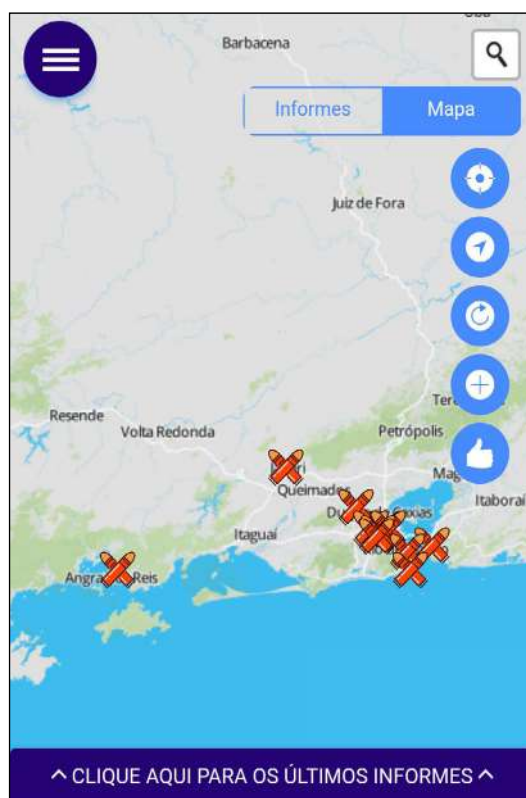 Barbacena
Informes
Mapa
Juiz de Fora
Resende
Volta Redonda
Petrópolis
Queimados
Itaboraí
Itaguaí
^ CLIQUE AQUI PARA OS ÚLTIMOS INFORMES ^